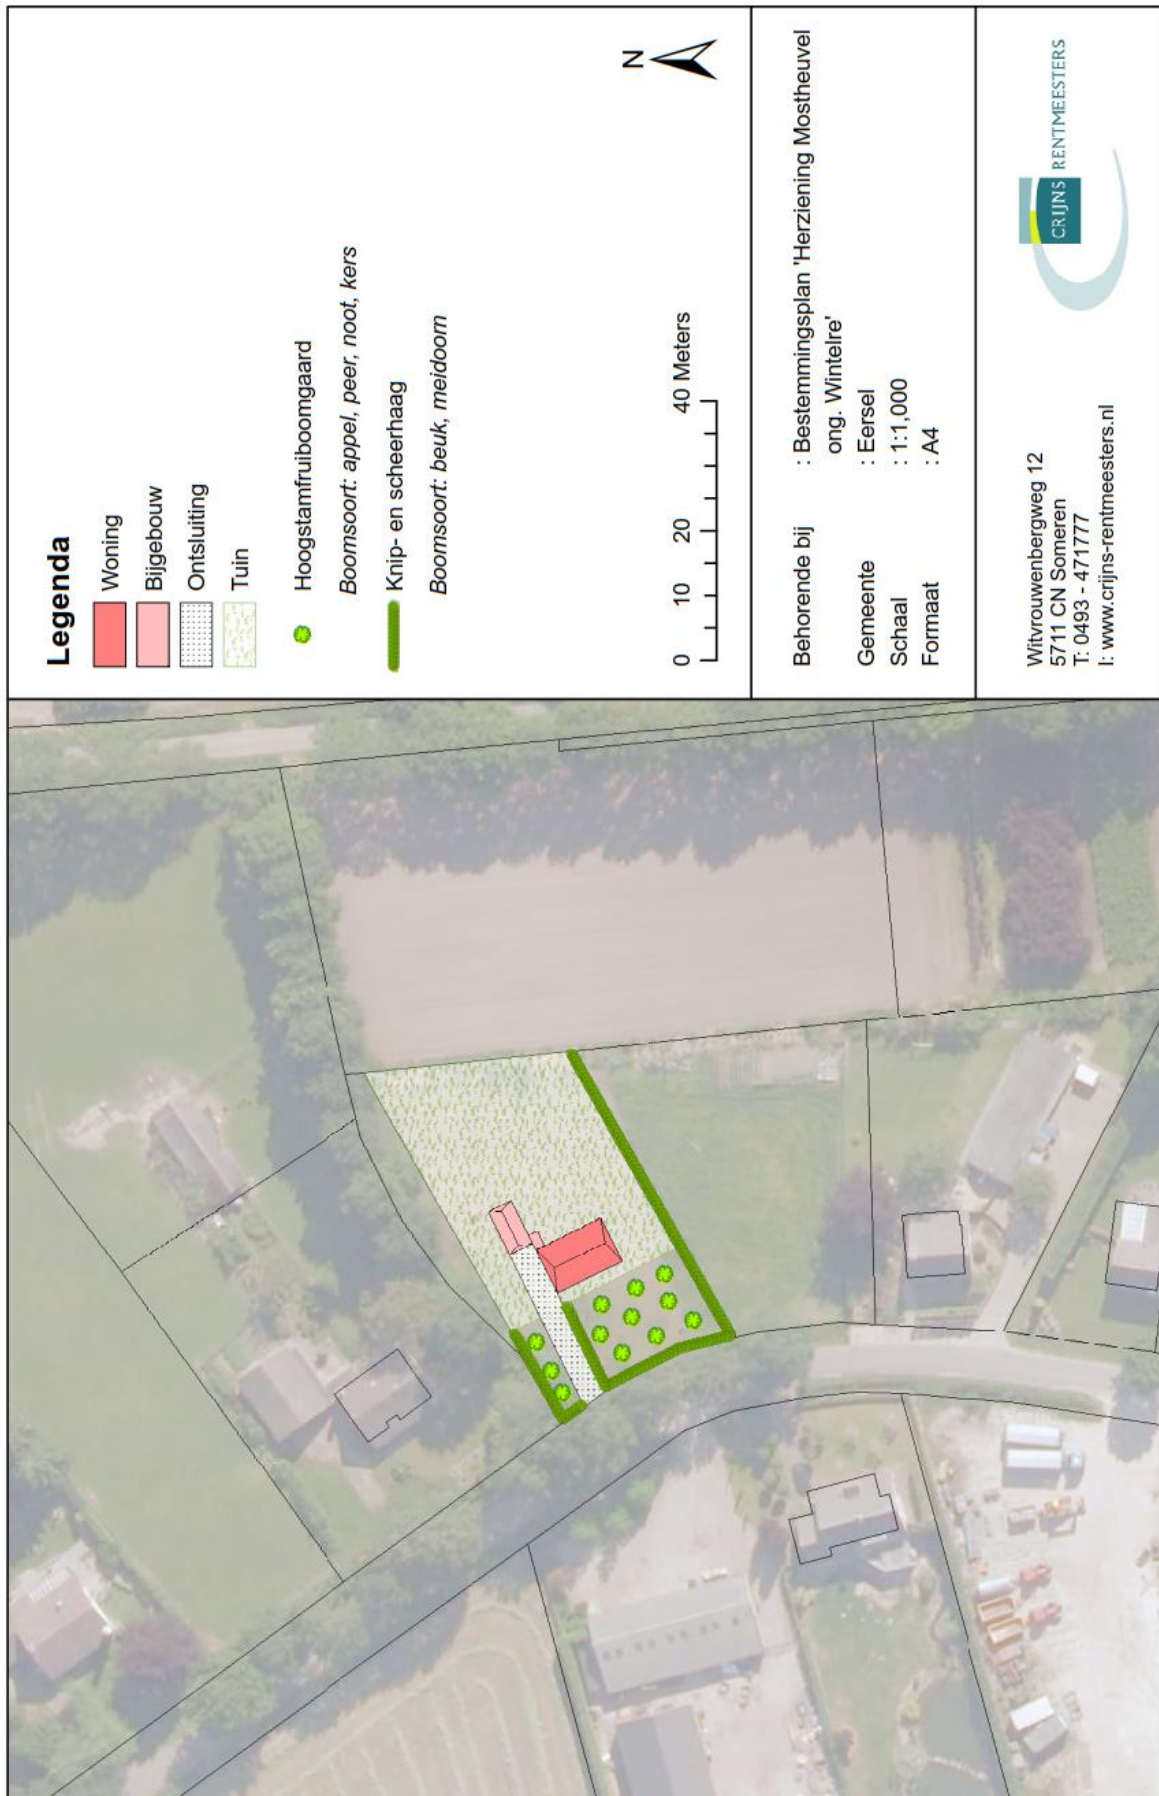 Legenda
Woning
Bijgebouw
Ontsluiting
Tuin
Hoogstamfruiboomgaard
Boomsoort: appel, peer, noot, kers
Knip- en scheerhaag
Boomsoort: beuk, meidoorn
N
0 10 20 40 Meters
Behorende bij : Bestemmingsplan 'Herziening Mostheuvel
ong. Wintelre'
Gemeente : Eersel
Schaal : 1:1,000
Formaat : A4
Witvrouwenbergweg 12
5711 CN Someren
T: 0493 - 471777
I: www.crijns-rentmeesters.nl
CRIJNS RENTMEESTERS